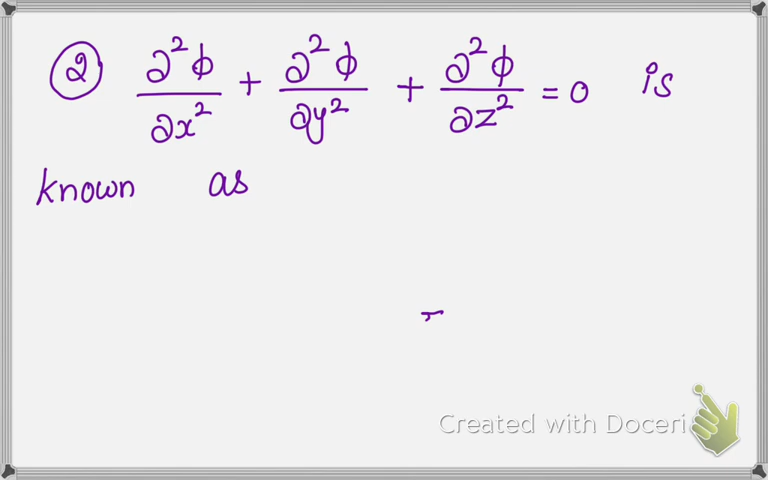 ② ∂²ϕ/∂x² + ∂²ϕ/∂y² + ∂²ϕ/∂z² = 0 is
known as
Created with Doceri